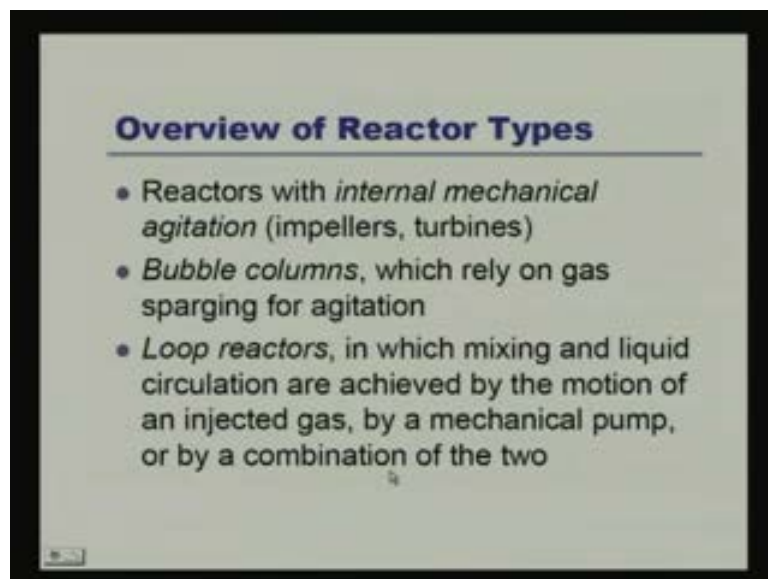 Overview of Reactor Types
• Reactors with internal mechanical
agitation (impellers, turbines)
• Bubble columns, which rely on gas
sparging for agitation
• Loop reactors, in which mixing and liquid
circulation are achieved by the motion of
an injected gas, by a mechanical pump,
or by a combination of the two